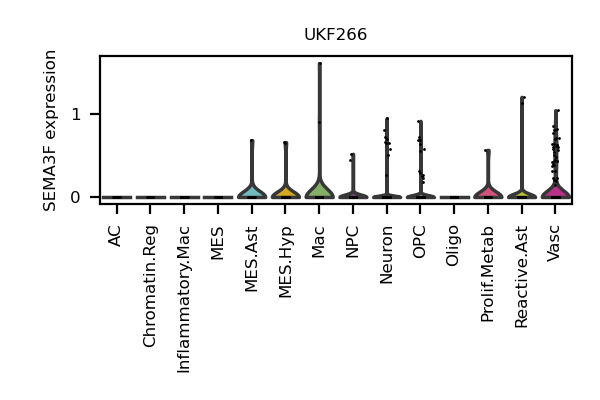 UKF266
SEMA3F expression
1
0
AC
Chromatin.Reg
Inflammatory.Mac
MES
MES.Ast
MES.Hyp
Mac
NPC
Neuron
OPC
Oligo
Prolif.Metab
Reactive.Ast
Vasc